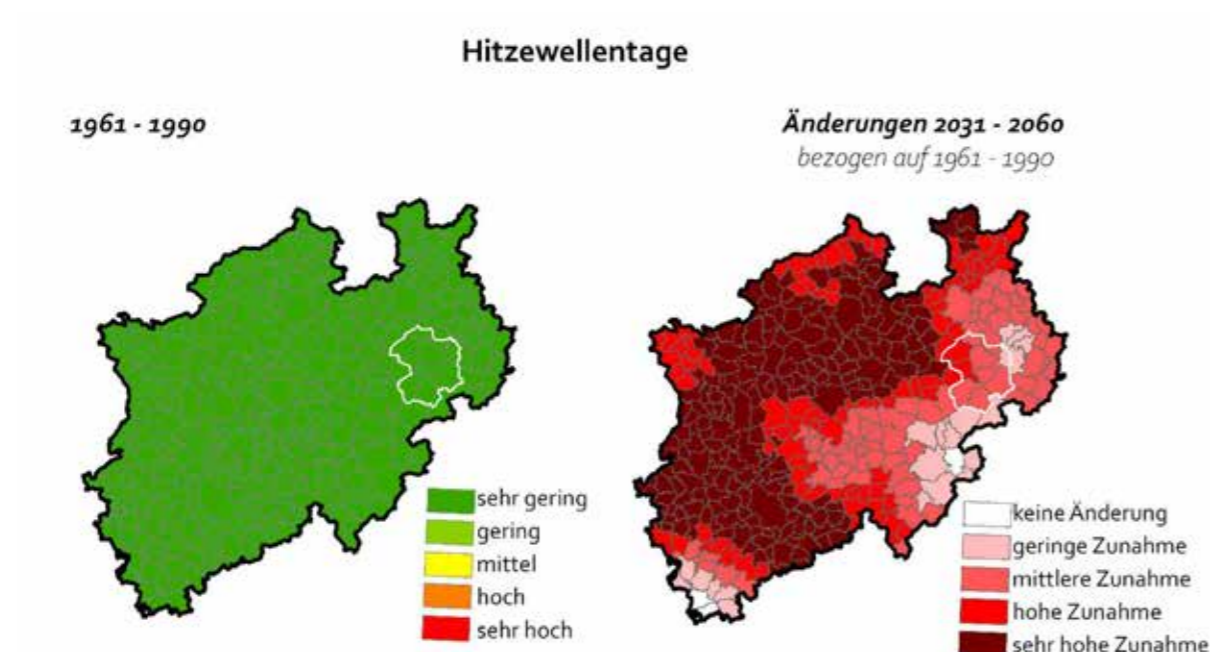 Hitzewellentage
1961 - 1990
Änderungen 2031 - 2060
bezogen auf 1961 - 1990
sehr gering
gering
mittel
hoch
sehr hoch
keine Änderung
geringe Zunahme
mittlere Zunahme
hohe Zunahme
sehr hohe Zunahme